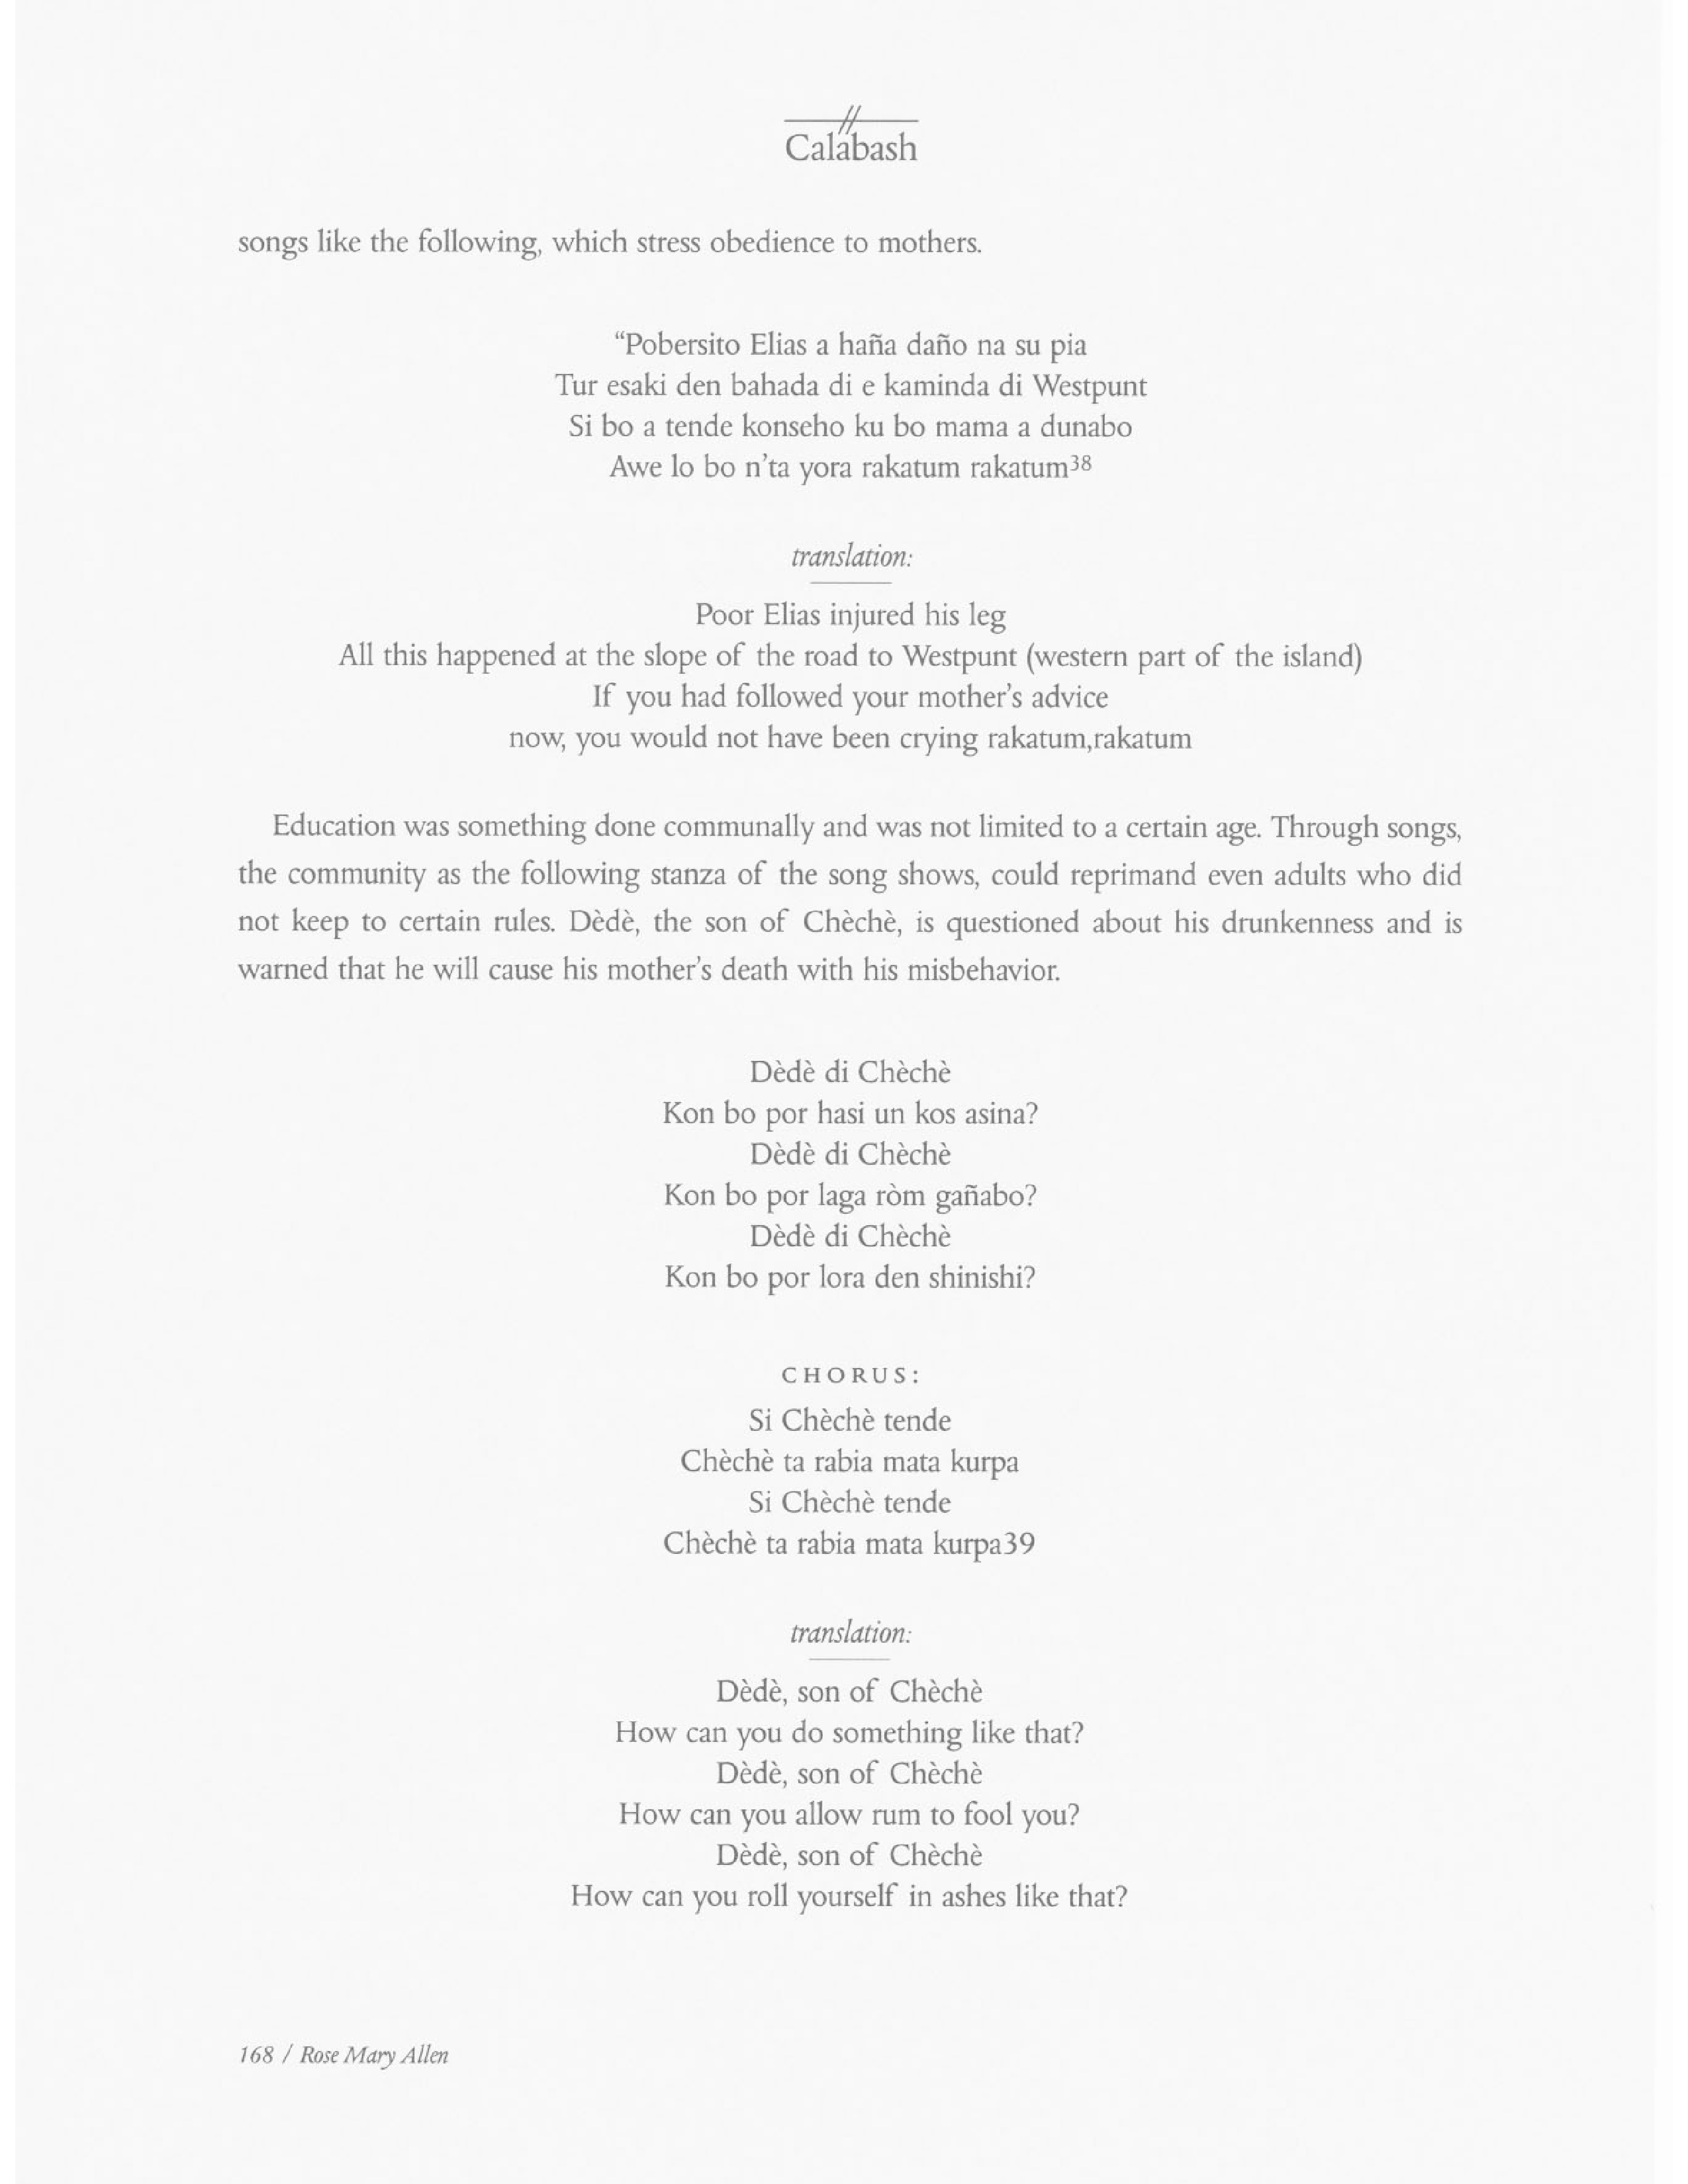 Calabash
songs like the following, which stress obedience to mothers.
“Pobersito Elias a haña daño na su pia
Tur esaki den bahada di e kaminda di Westpunt
Si bo a tende konseho ku bo mama a dunabo
Awe lo bo n’ta yora rakatum rakatum38
translation:
Poor Elias injured his leg
All this happened at the slope of the road to Westpunt (western part of the island)
If you had followed your mother’s advice
now, you would not have been crying rakatum,rakatum
Education was something done communally and was not limited to a certain age. Through songs,
the community as the following stanza of the song shows, could reprimand even adults who did
not keep to certain rules. Dèdè, the son of Chèchè, is questioned about his drunkenness and is
warned that he will cause his mother’s death with his misbehavior.
Dèdè di Chèchè
Kon bo por hasi un kos asina?
Dèdè di Chèchè
Kon bo por laga ròm gañabo?
Dèdè di Chèchè
Kon bo por lora den shinishi?
CHORUS:
Si Chèchè tende
Chèchè ta rabia mata kurpa
Si Chèchè tende
Chèchè ta rabia mata kurpa39
translation:
Dèdè, son of Chèchè
How can you do something like that?
Dèdè, son of Chèchè
How can you allow rum to fool you?
Dèdè, son of Chèchè
How can you roll yourself in ashes like that?
168 / Rose Mary Allen